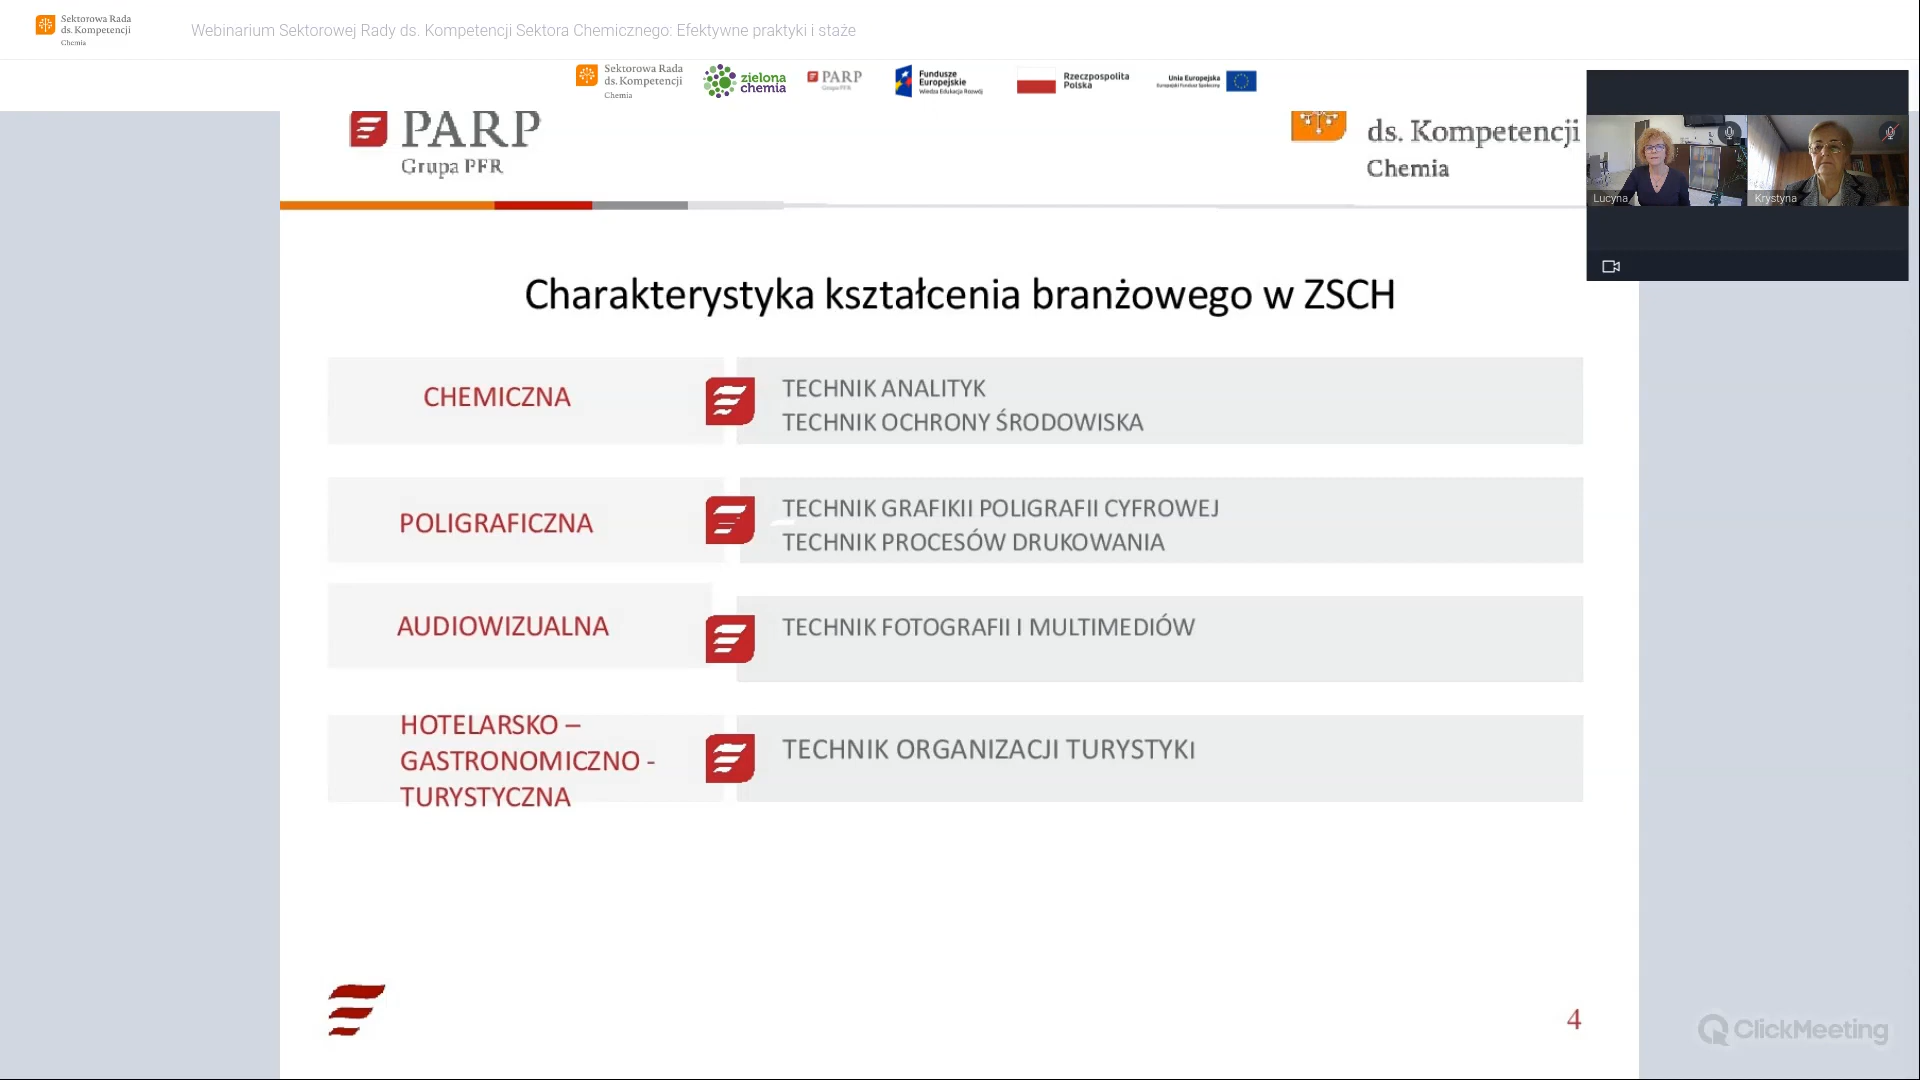 Sektorowa Rada
ds. Kompetencji
Chemia
Webinarium Sektorowej Rady ds. Kompetencji Sektora Chemicznego: Efektywne praktyki i staże
Sektorowa Rada
ds. Kompetencji
Chemia
zielona
chemia
PARP
Grupa PFR
Fundusze
Europejskie
Wiedza Edukacja Rozwój
Rzeczpospolita
Polska
Unia Europejska
Europejski Fundusz Społeczny
PARP
Grupa PFR
ds. Kompetencji
Chemia
Lucyna
Krystyna
Charakterystyka kształcenia branżowego w ZSCH
CHEMICZNA
TECHNIK ANALITYK
TECHNIK OCHRONY ŚRODOWISKA
POLIGRAFICZNA
TECHNIK GRAFIKII POLIGRAFII CYFROWEJ
TECHNIK PROCESÓW DRUKOWANIA
AUDIOWIZUALNA
TECHNIK FOTOGRAFII I MULTIMEDIÓW
HOTELARSKO –
GASTRONOMICZNO -
TURYSTYCZNA
TECHNIK ORGANIZACJI TURYSTYKI
4
ClickMeeting